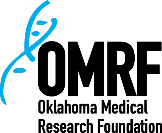 OMRF
Oklahoma Medical
Research Foundation